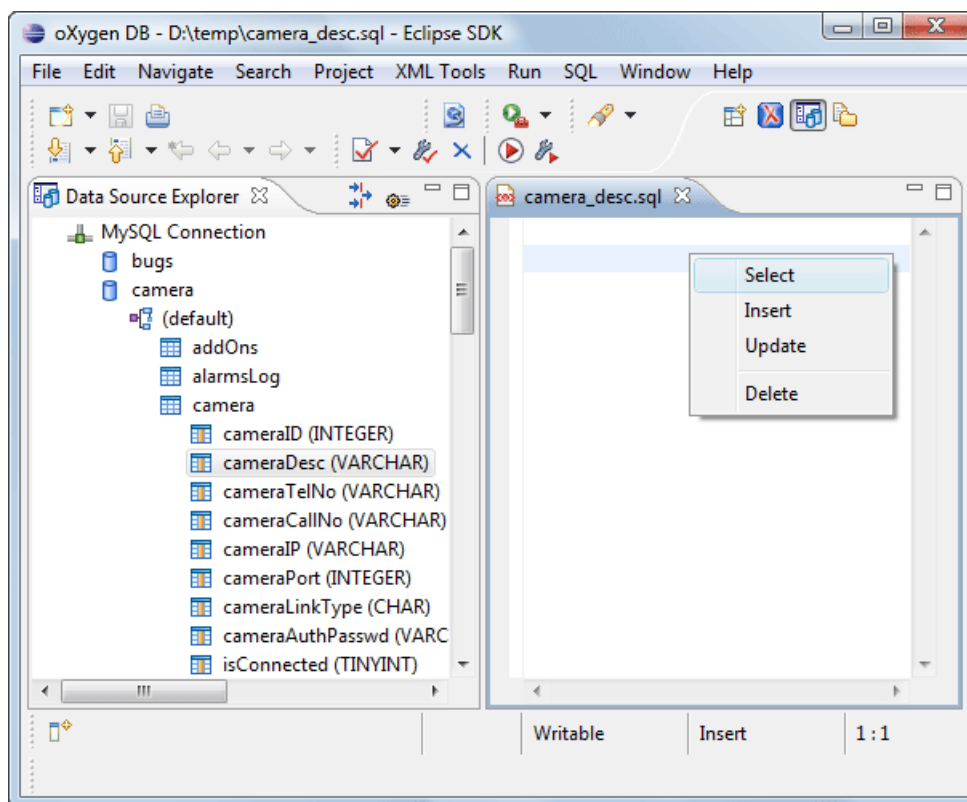 oXygen DB - D:\temp\camera_desc.sql - Eclipse SDK
File Edit Navigate Search Project XML Tools Run SQL Window Help
Data Source Explorer
camera_desc.sql
MySQL Connection
bugs
camera
(default)
addOns
alarmsLog
camera
cameraID (INTEGER)
cameraDesc (VARCHAR)
cameraTelNo (VARCHAR)
cameraCallNo (VARCHAR)
cameraIP (VARCHAR)
cameraPort (INTEGER)
cameraLinkType (CHAR)
cameraAuthPasswd (VARC
isConnected (TINYINT)
Select
Insert
Update
Delete
Writable Insert 1 : 1